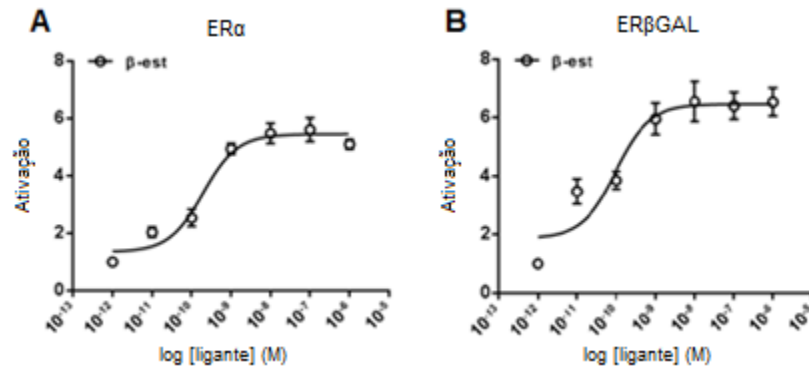 A
ERα
β-est
Ativação
8
6
4
2
0
10⁻¹³
10⁻¹²
10⁻¹¹
10⁻¹⁰
10⁻⁹
10⁻⁸
10⁻⁷
10⁻⁶
10⁻⁵
log [ligante] (M)
B
ERβGAL
β-est
Ativação
8
6
4
2
0
10⁻¹³
10⁻¹²
10⁻¹¹
10⁻¹⁰
10⁻⁹
10⁻⁸
10⁻⁷
10⁻⁶
10⁻⁵
log [ligante] (M)